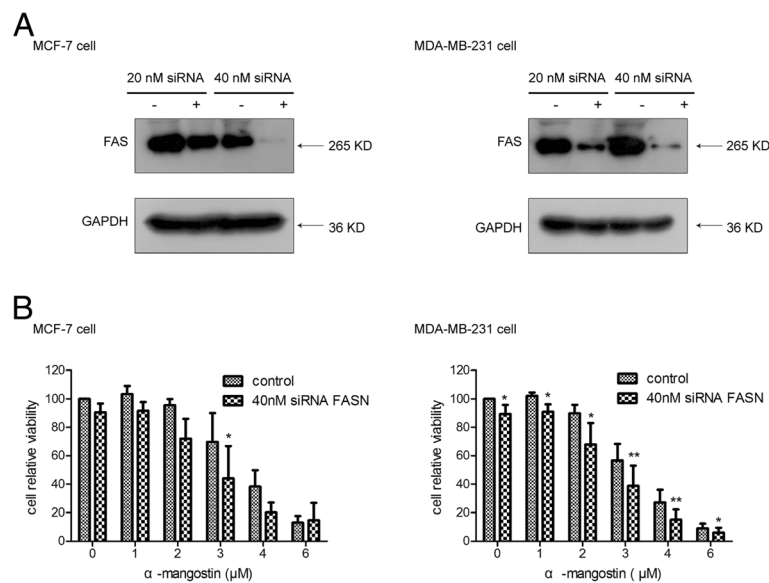 A
MCF-7 cell
20 nM siRNA 40 nM siRNA
- + - +
FAS 265 KD
GAPDH 36 KD
MDA-MB-231 cell
20 nM siRNA 40 nM siRNA
- + - +
FAS 265 KD
GAPDH 36 KD
B
MCF-7 cell
cell relative viability
120
100
80
60
40
20
0
control
40nM siRNA FASN
*
0 1 2 3 4 6
α -mangostin (μM)
MDA-MB-231 cell
cell relative viability
120
100
80
60
40
20
0
control
40nM siRNA FASN
* * * ** ** *
0 1 2 3 4 6
α -mangostin ( μM)